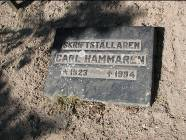 SKRIFTSTÄLLAREN
CARL HAMMARÉN
* 1923 † 1994